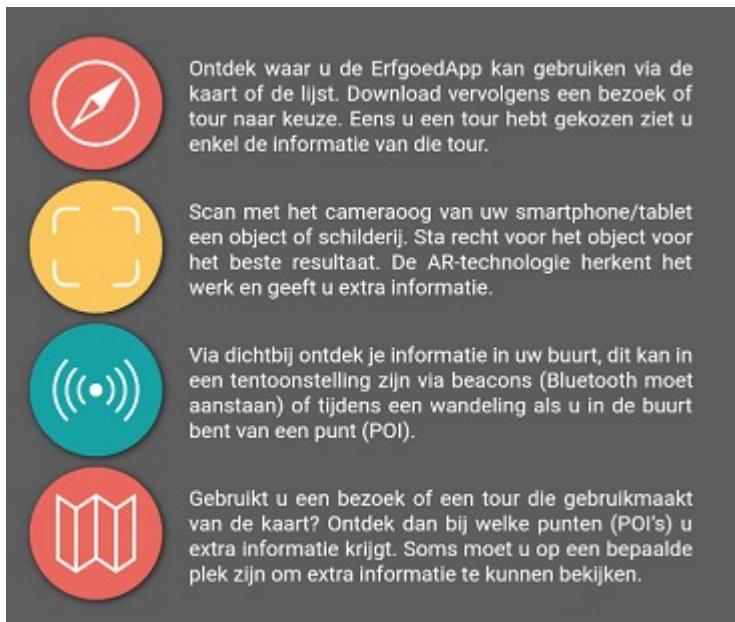 Ontdek waar u de ErfgoedApp kan gebruiken via de
kaart of de lijst. Download vervolgens een bezoek of
tour naar keuze. Eens u een tour hebt gekozen ziet u
enkel de informatie van die tour.
Scan met het cameraoog van uw smartphone/tablet
een object of schilderij. Sta recht voor het object voor
het beste resultaat. De AR-technologie herkent het
werk en geeft u extra informatie.
Via dichtbij ontdek je informatie in uw buurt, dit kan in
een tentoonstelling zijn via beacons (Bluetooth moet
aanstaan) of tijdens een wandeling als u in de buurt
bent van een punt (POI).
Gebruikt u een bezoek of een tour die gebruikmaakt
van de kaart? Ontdek dan bij welke punten (POI's) u
extra informatie krijgt. Soms moet u op een bepaalde
plek zijn om extra informatie te kunnen bekijken.